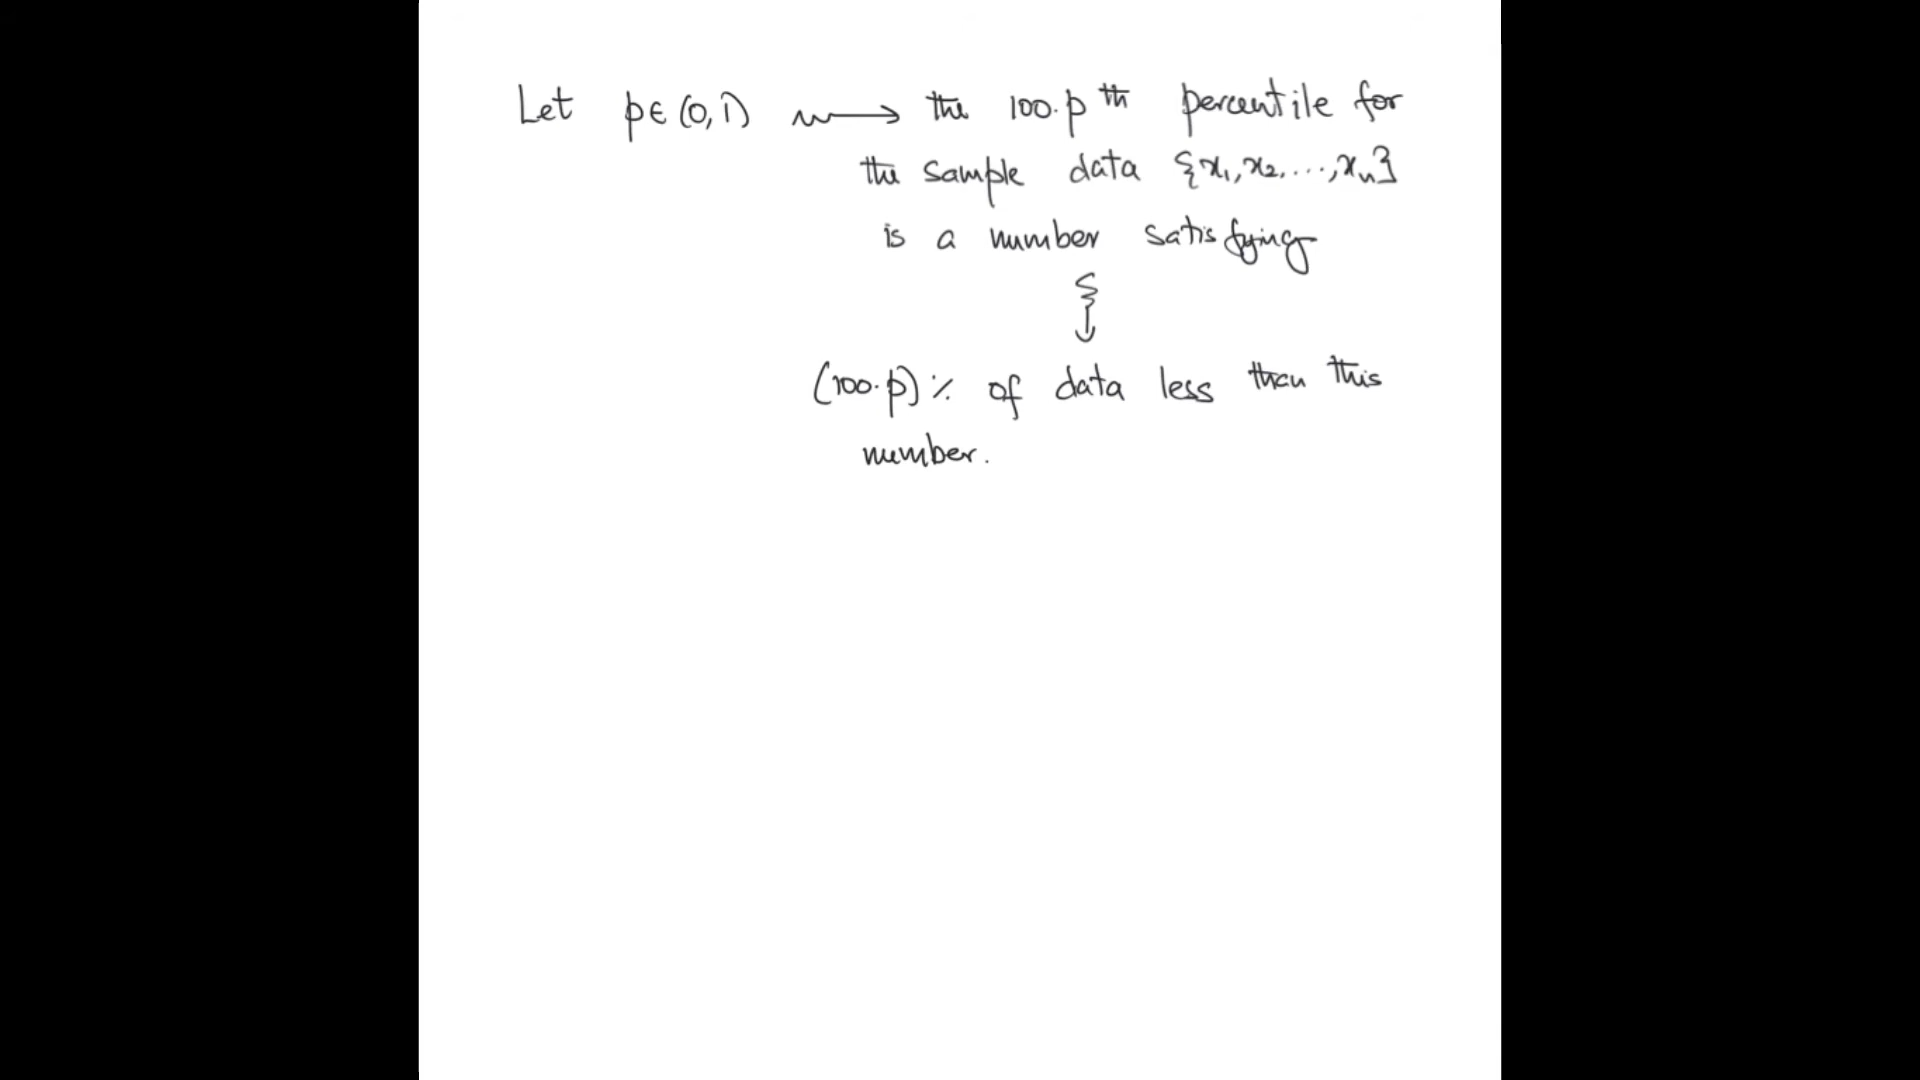 Let p∈(0,1) ⟿ the 100·p th percentile for
the sample data {x₁,x₂,...,xₙ}
is a number satisfying
(100·p)% of data less than this
number.